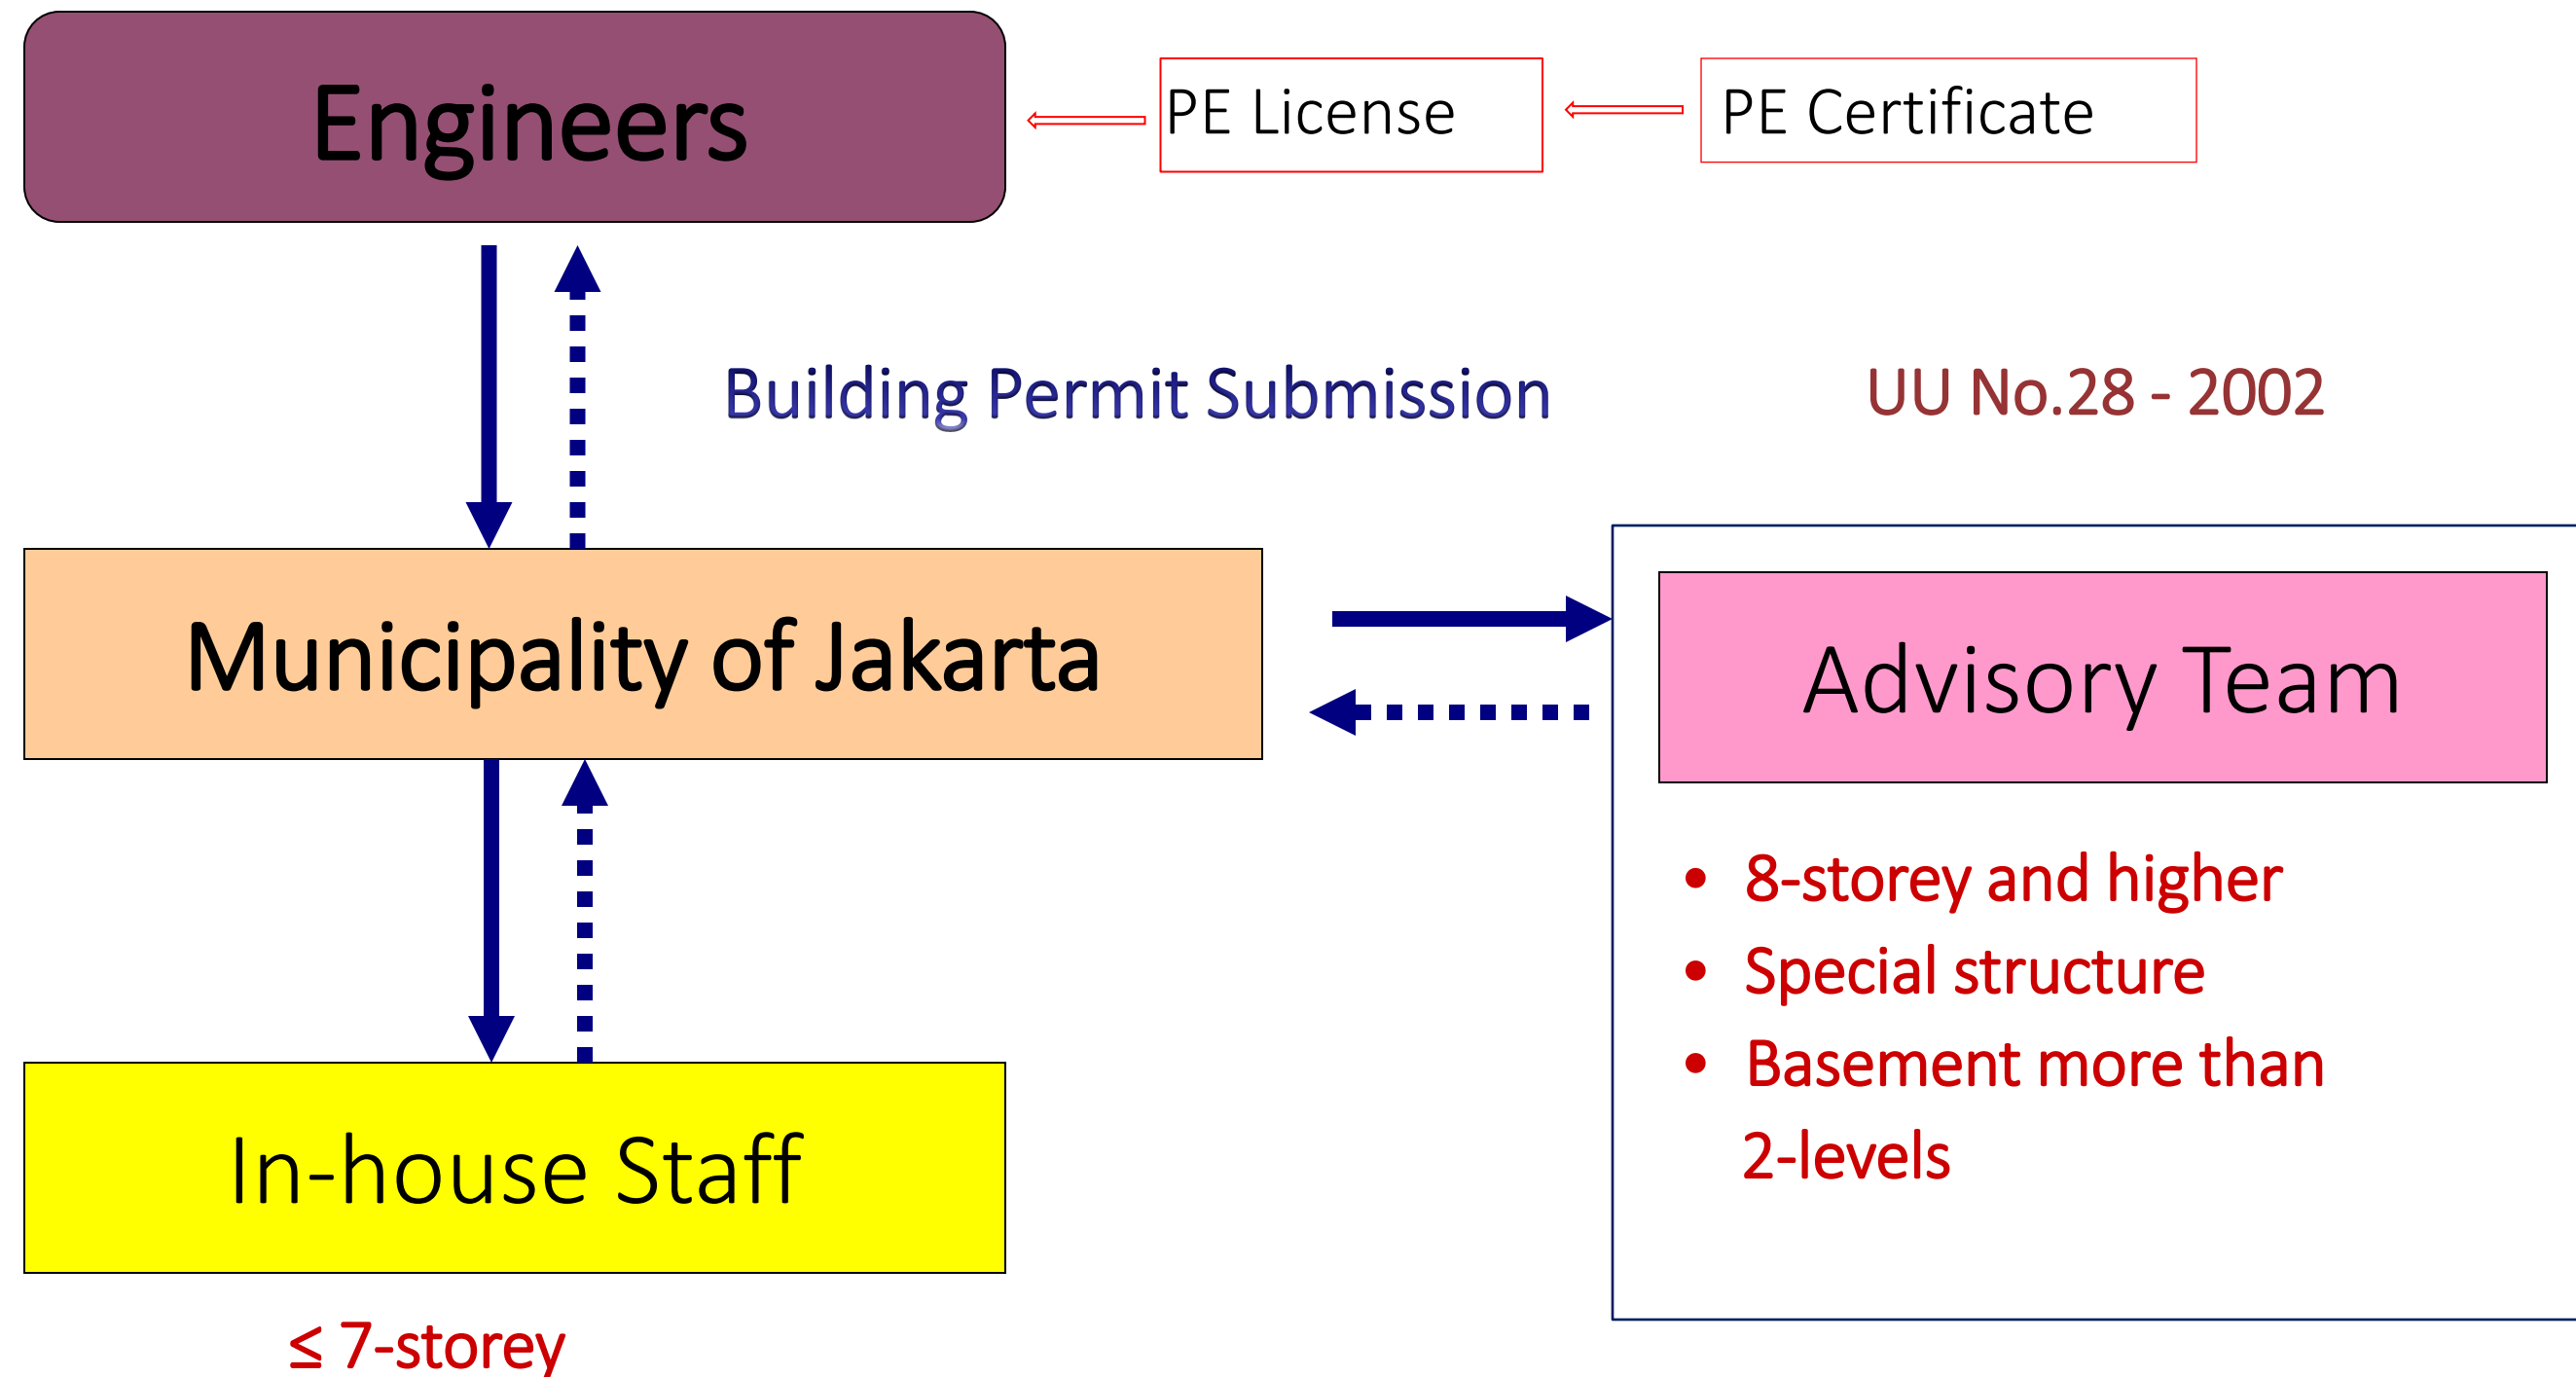 Engineers
PE License
PE Certificate
Building Permit Submission
UU No.28 - 2002
Municipality of Jakarta
Advisory Team
• 8-storey and higher
• Special structure
• Basement more than
2-levels
In-house Staff
≤ 7-storey